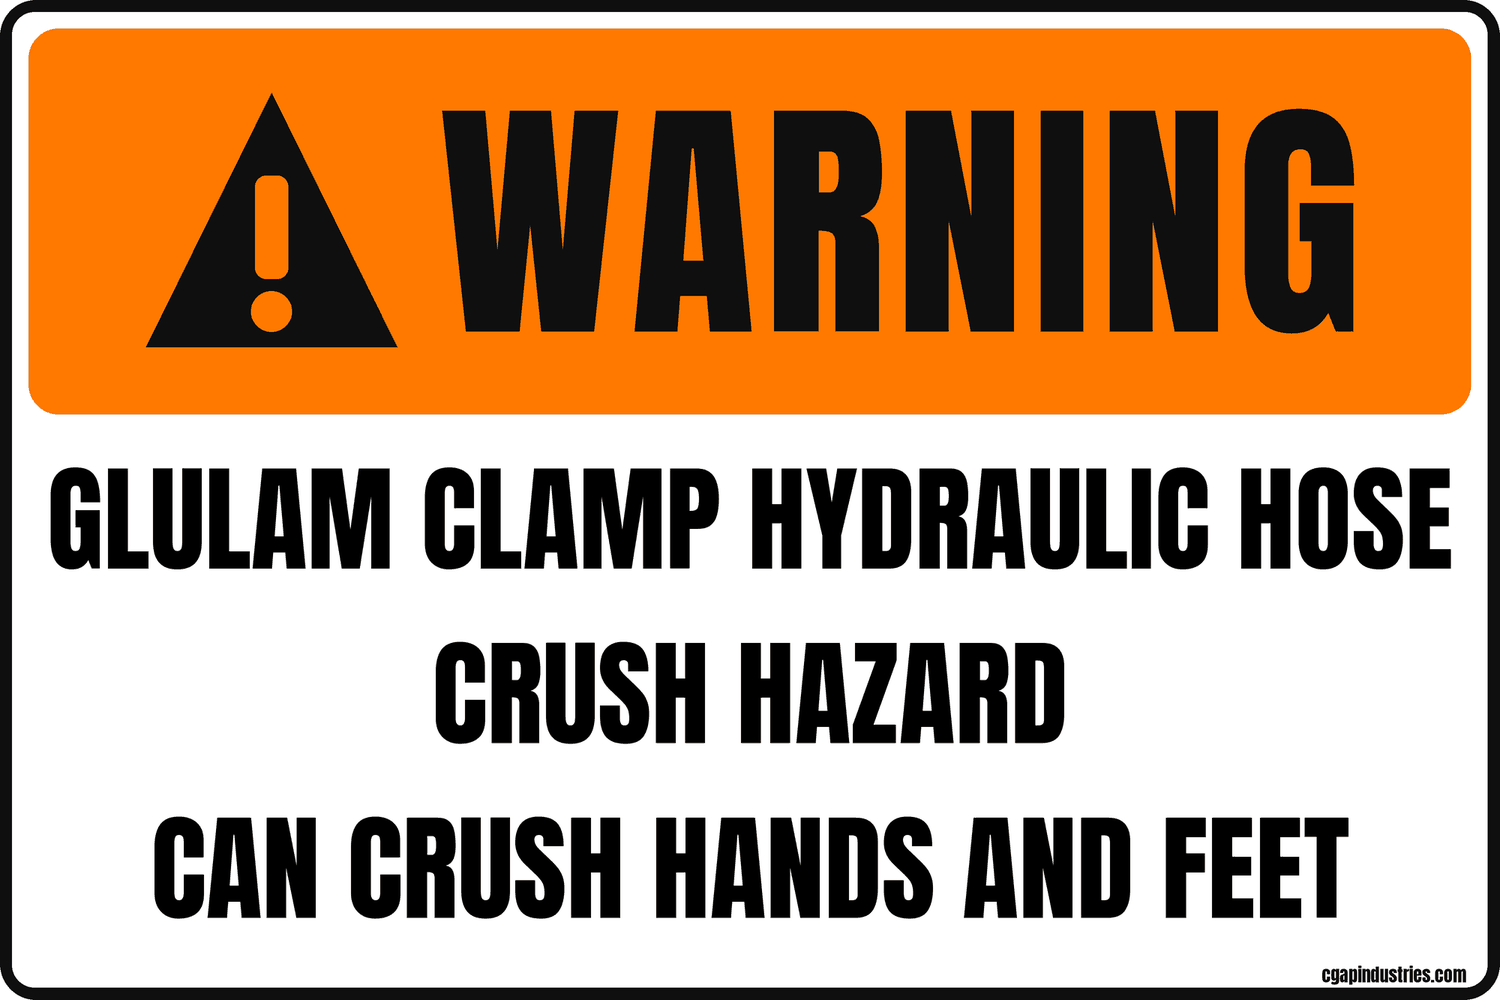 WARNING
GLULAM CLAMP HYDRAULIC HOSE
CRUSH HAZARD
CAN CRUSH HANDS AND FEET
cgapindustries.com